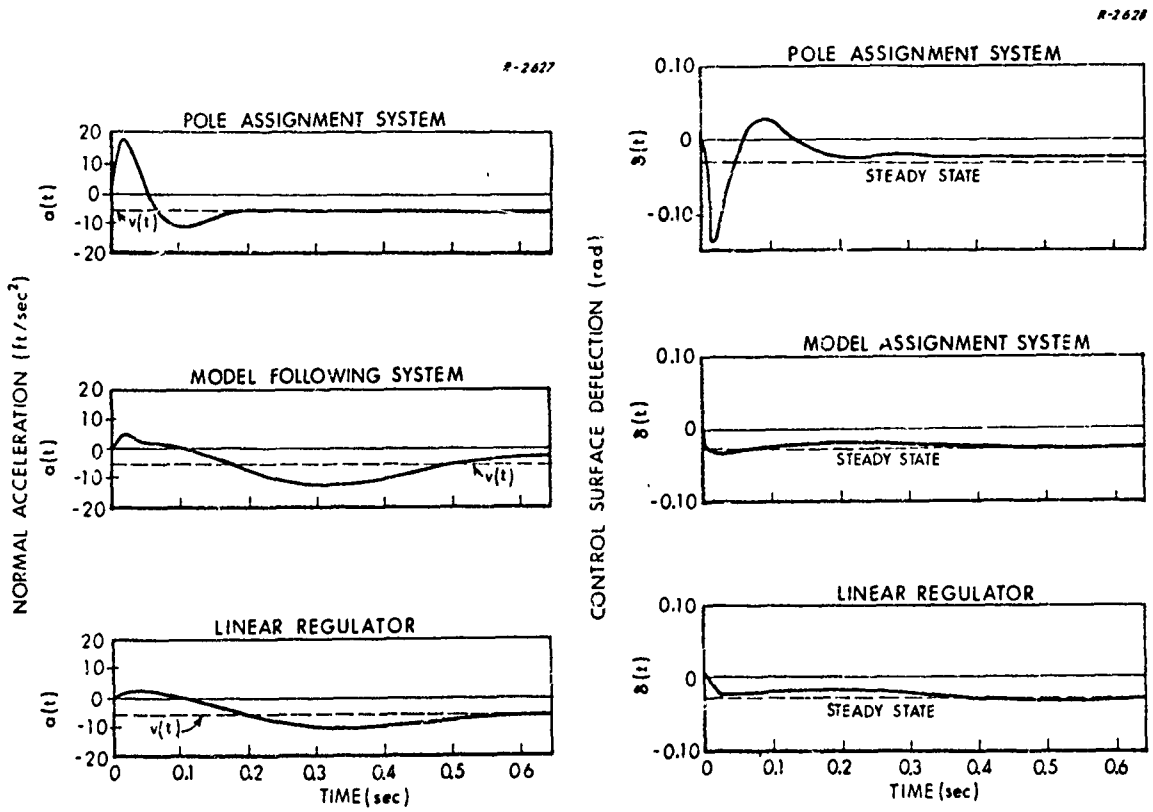 R-2627
NORMAL ACCELERATION (ft/sec²)
POLE ASSIGNMENT SYSTEM
a(t)
20
10
0
-10
-20
v(t)
MODEL FOLLOWING SYSTEM
a(t)
20
10
0
-10
-20
v(t)
LINEAR REGULATOR
a(t)
20
10
0
-10
-20
v(t)
0 0.1 0.2 0.3 0.4 0.5 0.6
TIME (sec)
R-2628
CONTROL SURFACE DEFLECTION (rad)
POLE ASSIGNMENT SYSTEM
δ(t)
0.10
0
-0.10
STEADY STATE
MODEL ASSIGNMENT SYSTEM
δ(t)
0.10
0
-0.10
STEADY STATE
LINEAR REGULATOR
δ(t)
0.10
0
-0.10
STEADY STATE
0 0.1 0.2 0.3 0.4 0.5 0.6
TIME (sec)